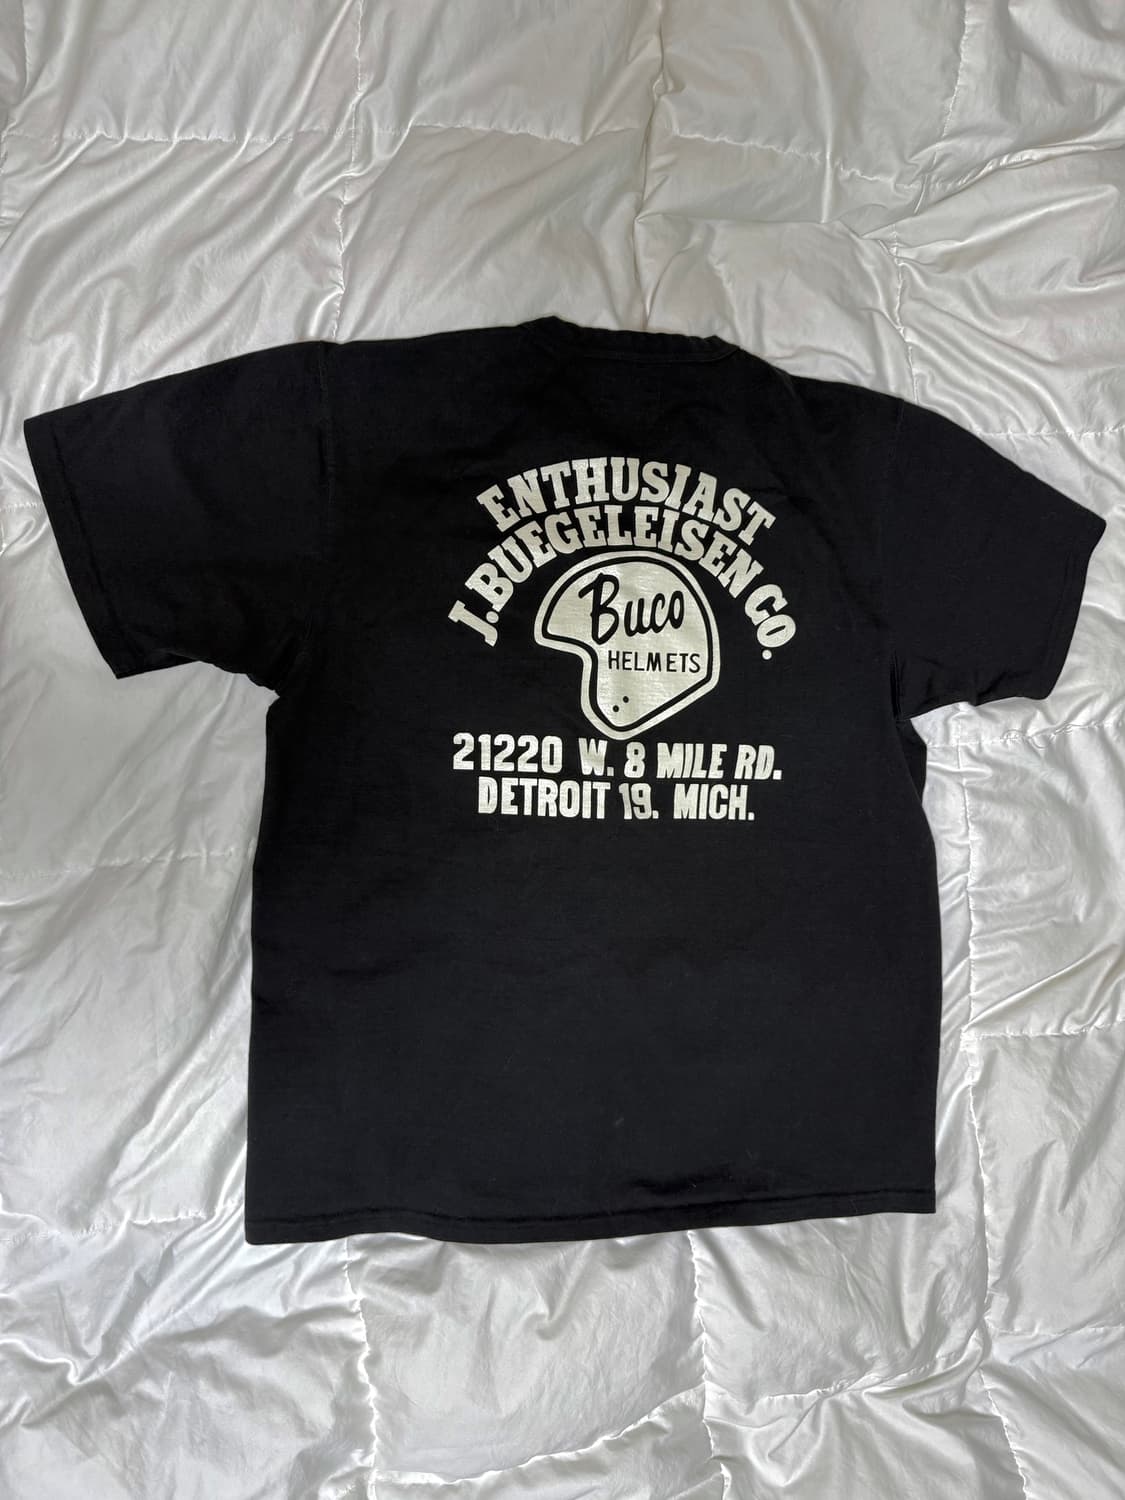 ENTHUSIAST
J.BUEGELEISEN CO.
Buco
HELMETS
21220 W. 8 MILE RD.
DETROIT 19. MICH.